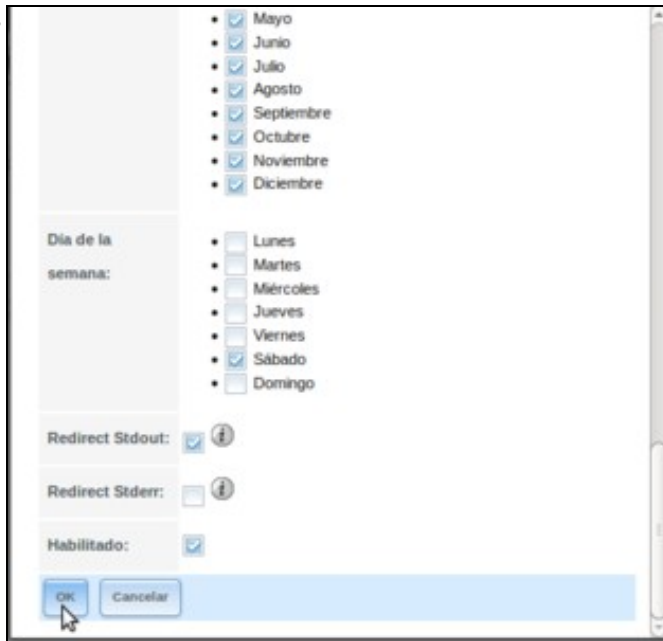 Mayo
Junio
Julio
Agosto
Septiembre
Octubre
Noviembre
Diciembre
Día de la
semana:
Lunes
Martes
Miércoles
Jueves
Viernes
Sábado
Domingo
Redirect Stdout:
Redirect Stderr:
Habilitado:
OK Cancelar